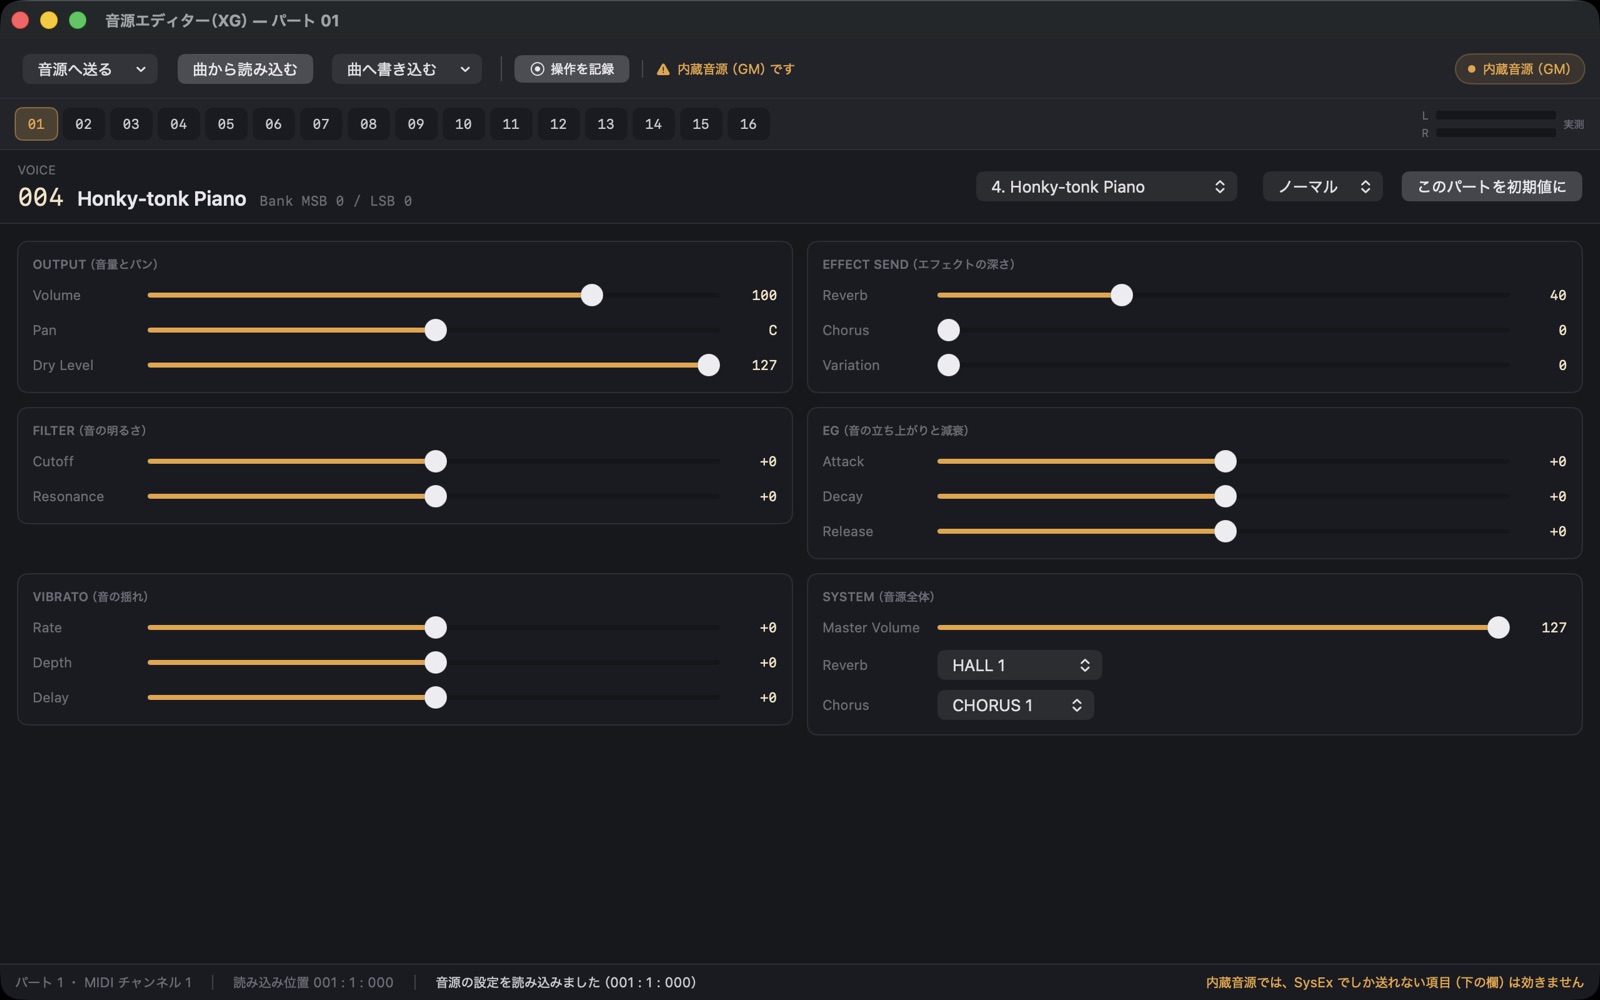 音源エディター(XG) — パート 01
音源へ送る
曲から読み込む
曲へ書き込む
操作を記録
内蔵音源 (GM) です
内蔵音源 (GM)
01 02 03 04 05 06 07 08 09 10 11 12 13 14 15 16
L
R
実測
VOICE
004 Honky-tonk Piano Bank MSB 0 / LSB 0
4. Honky-tonk Piano
ノーマル
このパートを初期値に
OUTPUT (音量とパン)
Volume 100
Pan C
Dry Level 127
EFFECT SEND (エフェクトの深さ)
Reverb 40
Chorus 0
Variation 0
FILTER (音の明るさ)
Cutoff +0
Resonance +0
EG (音の立ち上がりと減衰)
Attack +0
Decay +0
Release +0
VIBRATO (音の揺れ)
Rate +0
Depth +0
Delay +0
SYSTEM (音源全体)
Master Volume 127
Reverb HALL 1
Chorus CHORUS 1
パート 1 ・ MIDI チャンネル 1
読み込み位置 001 : 1 : 000
音源の設定を読み込みました (001 : 1 : 000)
内蔵音源では、SysEx でしか送れない項目 (下の欄) は効きません